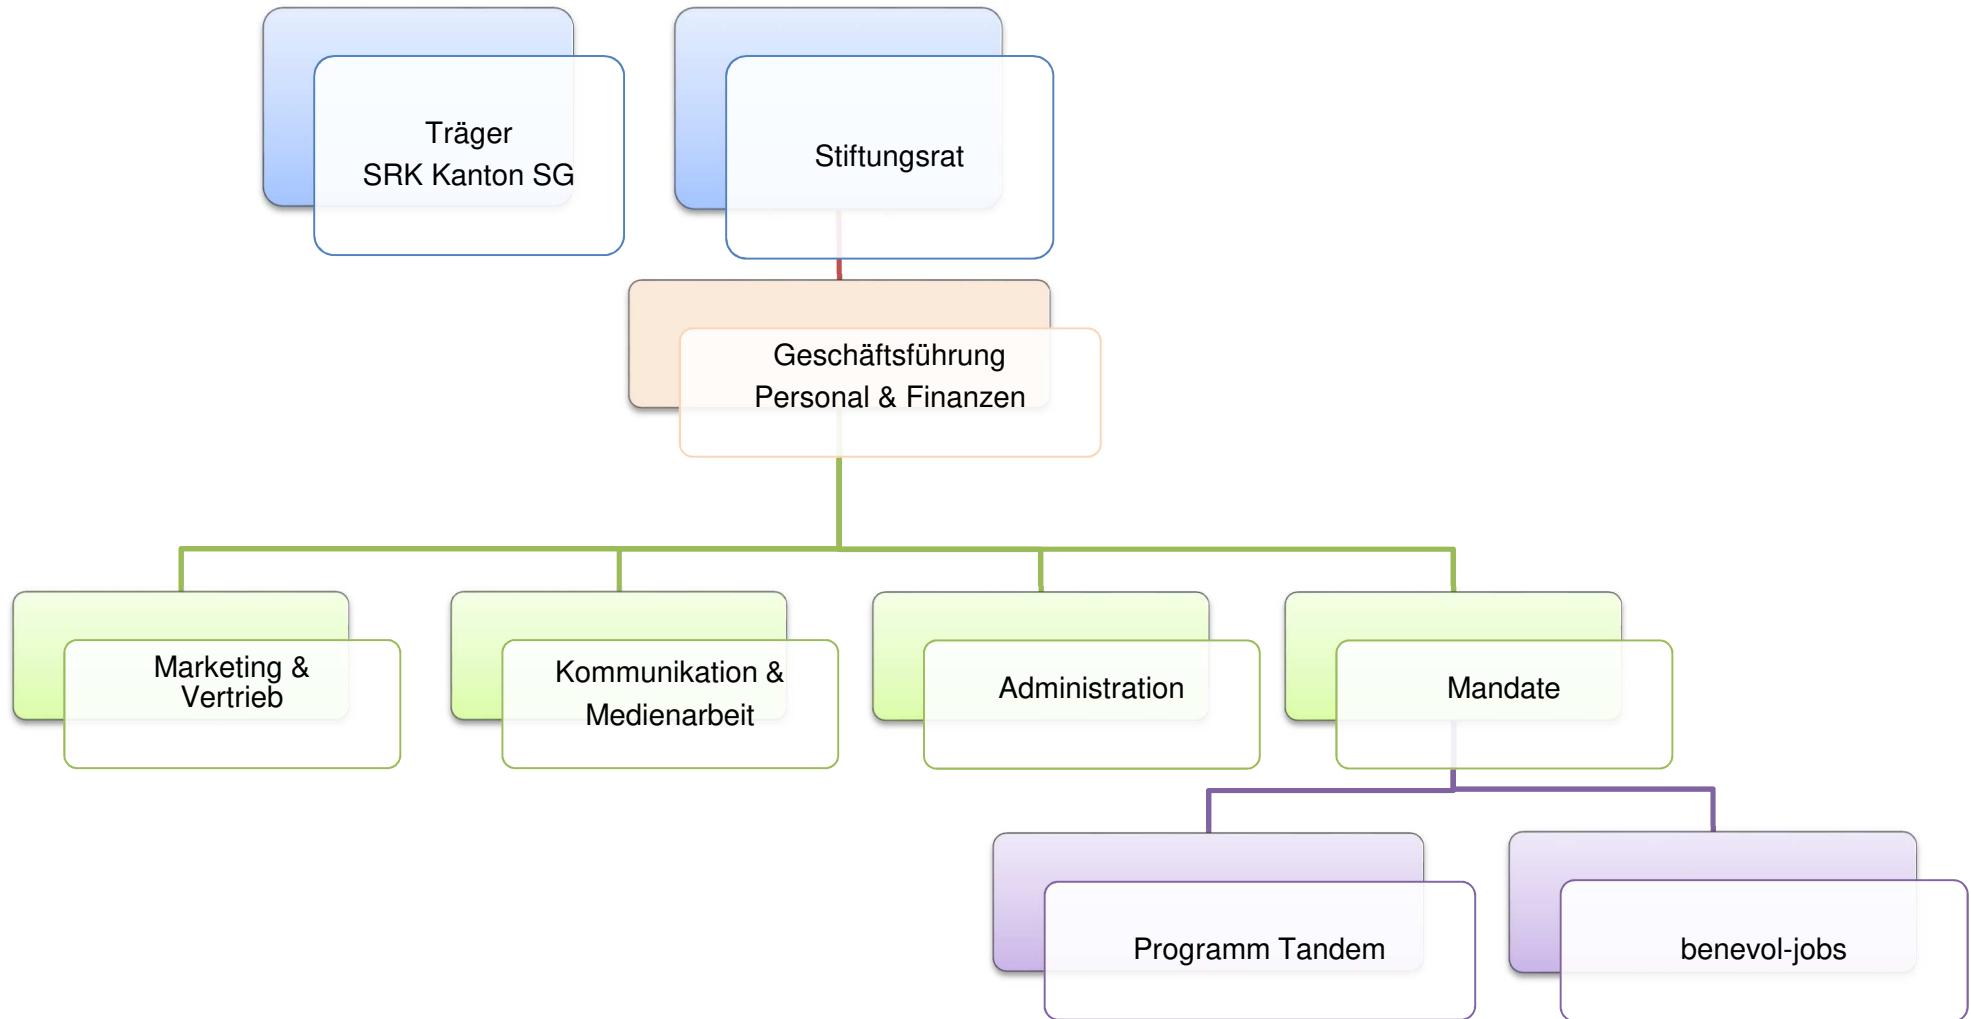 Träger
SRK Kanton SG
Stiftungsrat
Geschäftsführung
Personal & Finanzen
Marketing &
Vertrieb
Kommunikation &
Medienarbeit
Administration
Mandate
Programm Tandem
benevol-jobs